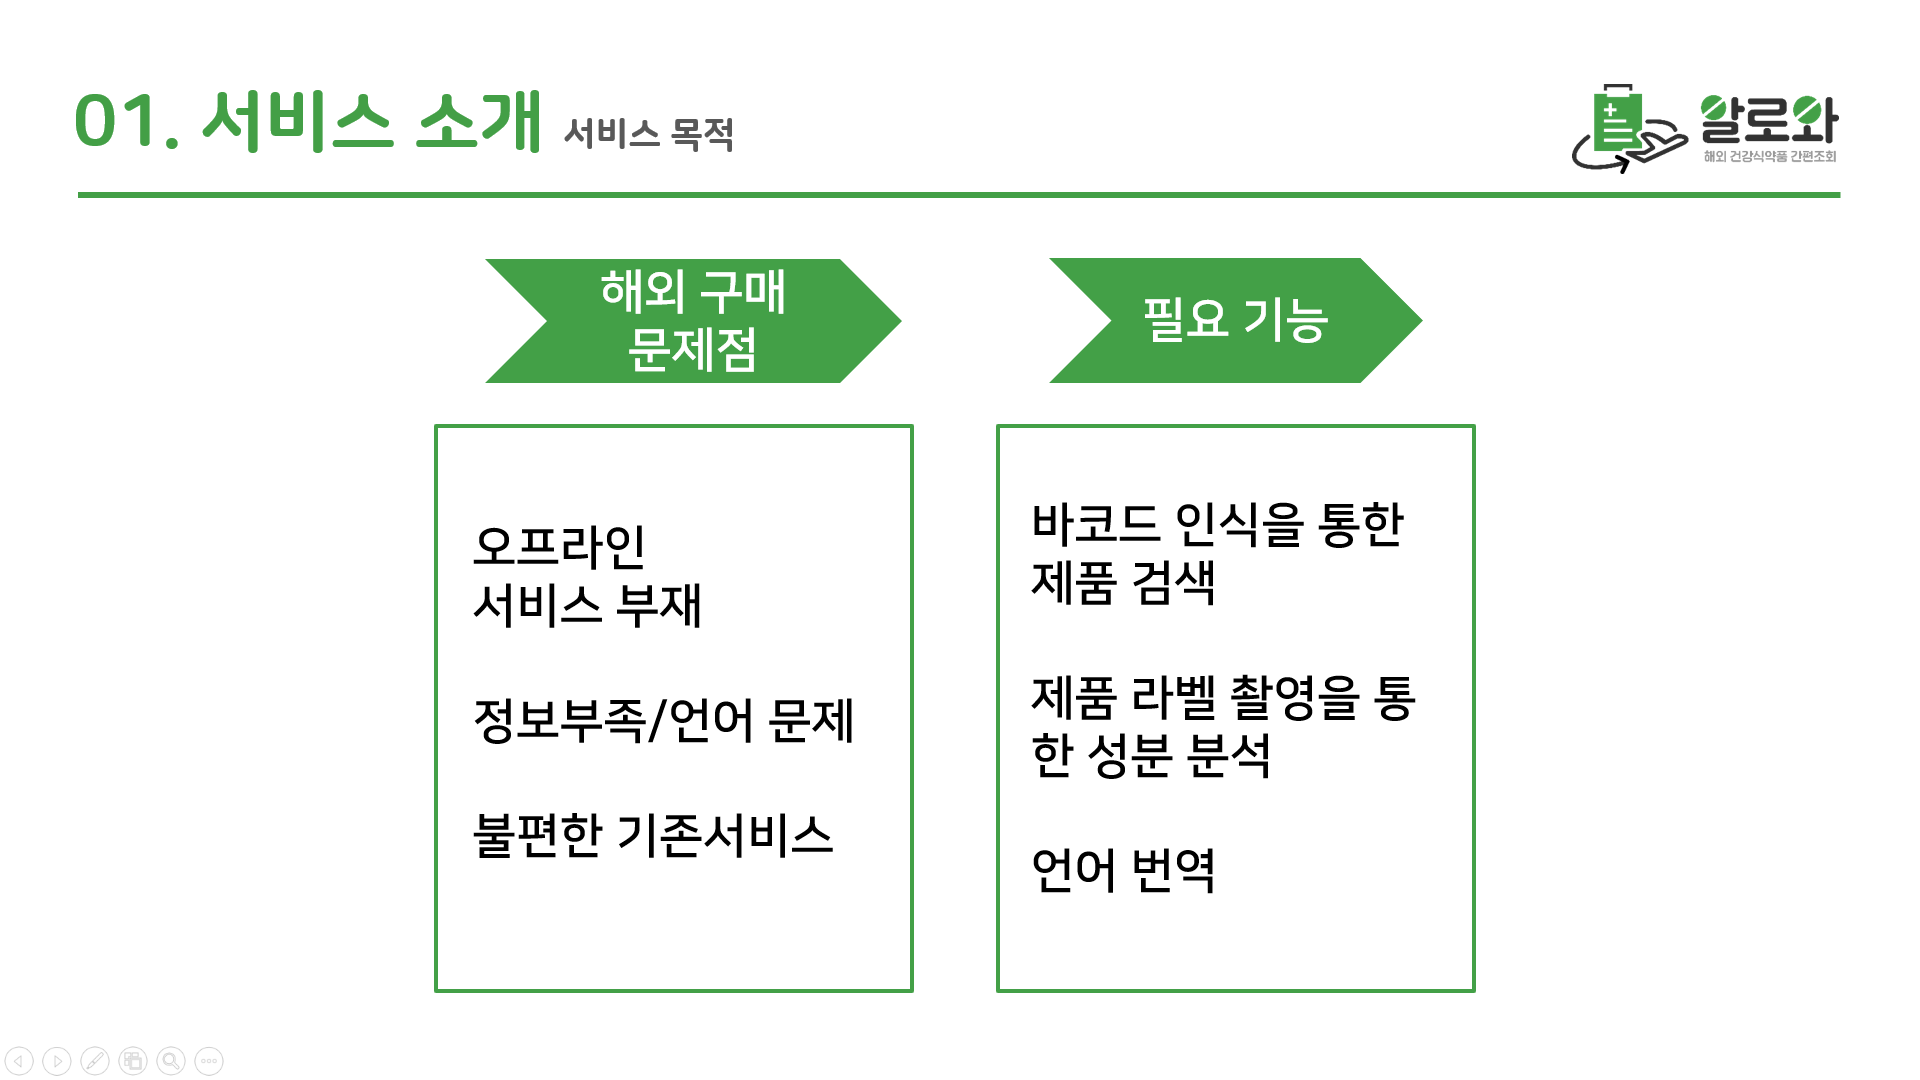 01. 서비스 소개 서비스 목적
알로와
해외 건강식약품 간편조회
해외 구매
문제점
필요 기능
오프라인
서비스 부재
정보부족/언어 문제
불편한 기존서비스
바코드 인식을 통한
제품 검색
제품 라벨 촬영을 통
한 성분 분석
언어 번역